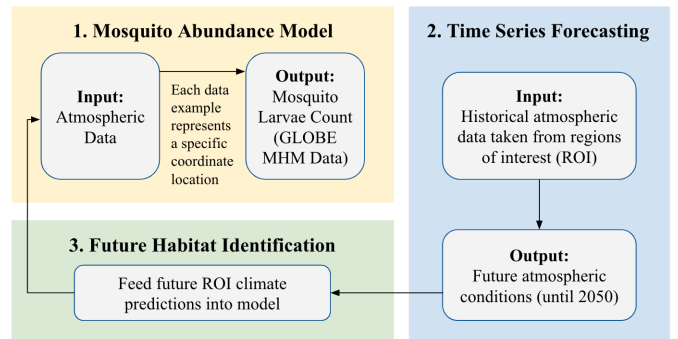 1. Mosquito Abundance Model
Input:
Atmospheric
Data
Each data
example
represents
a specific
coordinate
location
Output:
Mosquito
Larvae Count
(GLOBE
MHM Data)
2. Time Series Forecasting
Input:
Historical atmospheric
data taken from regions
of interest (ROI)
Output:
Future atmospheric
conditions (until 2050)
3. Future Habitat Identification
Feed future ROI climate
predictions into model